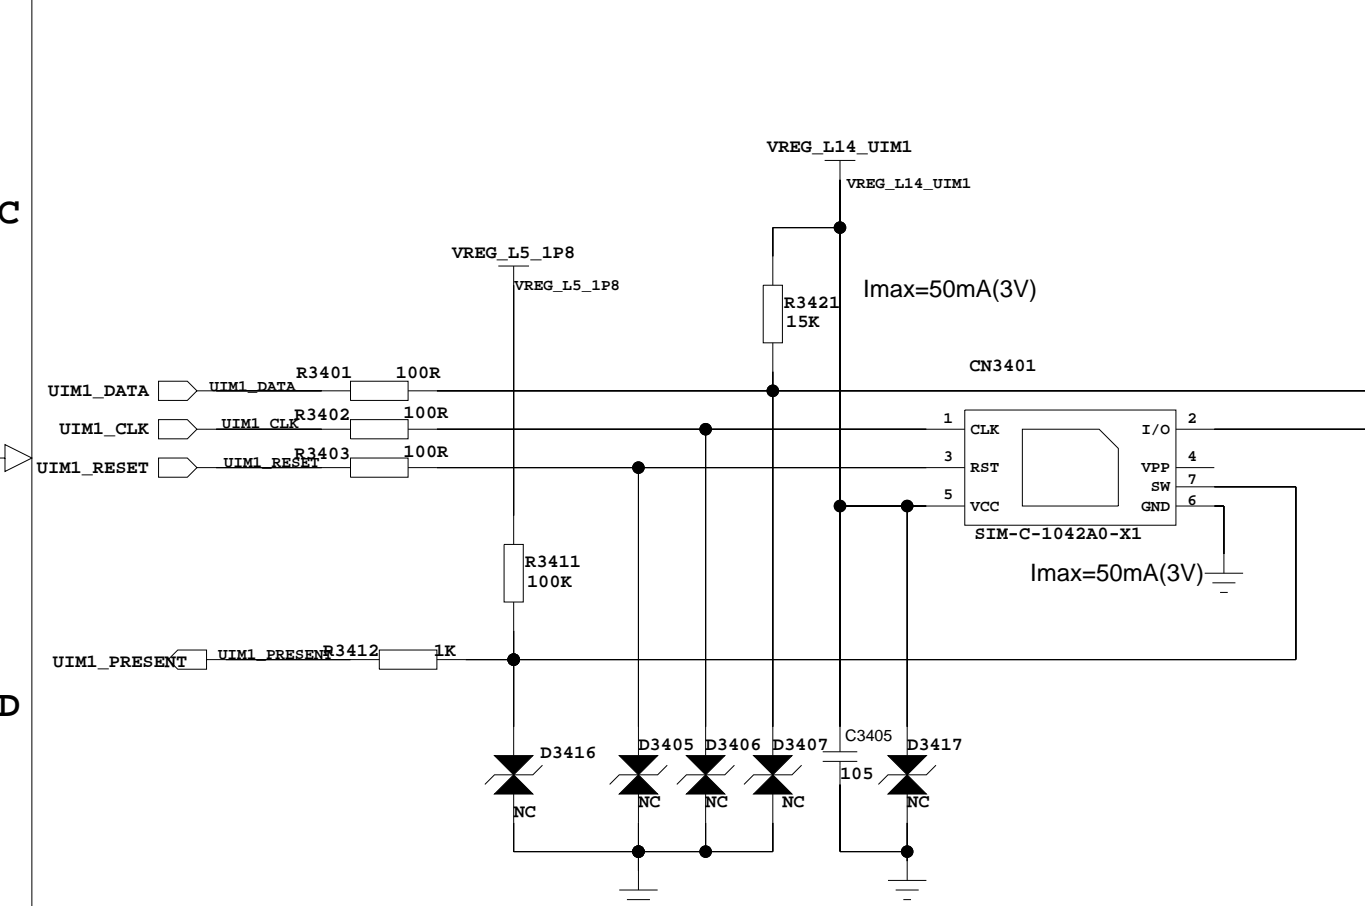 VREG_L14_UIM1
VREG_L14_UIM1
C
VREG_L5_1P8
VREG_L5_1P8
Imax=50mA(3V)
R3421
15K
CN3401
R3401 100R
UIM1_DATA UIM1_DATA
R3402 100R
UIM1_CLK UIM1_CLK
1 CLK I/O 2
R3403 100R
UIM1_RESET UIM1_RESET
3 RST VPP 4
SW 7
5 VCC GND 6
SIM-C-1042A0-X1
R3411
100K
Imax=50mA(3V)
UIM1_PRESENT UIM1_PRESENT R3412 1K
D
C3405
D3416 D3405 D3406 D3407 D3417
105
NC NC NC NC NC